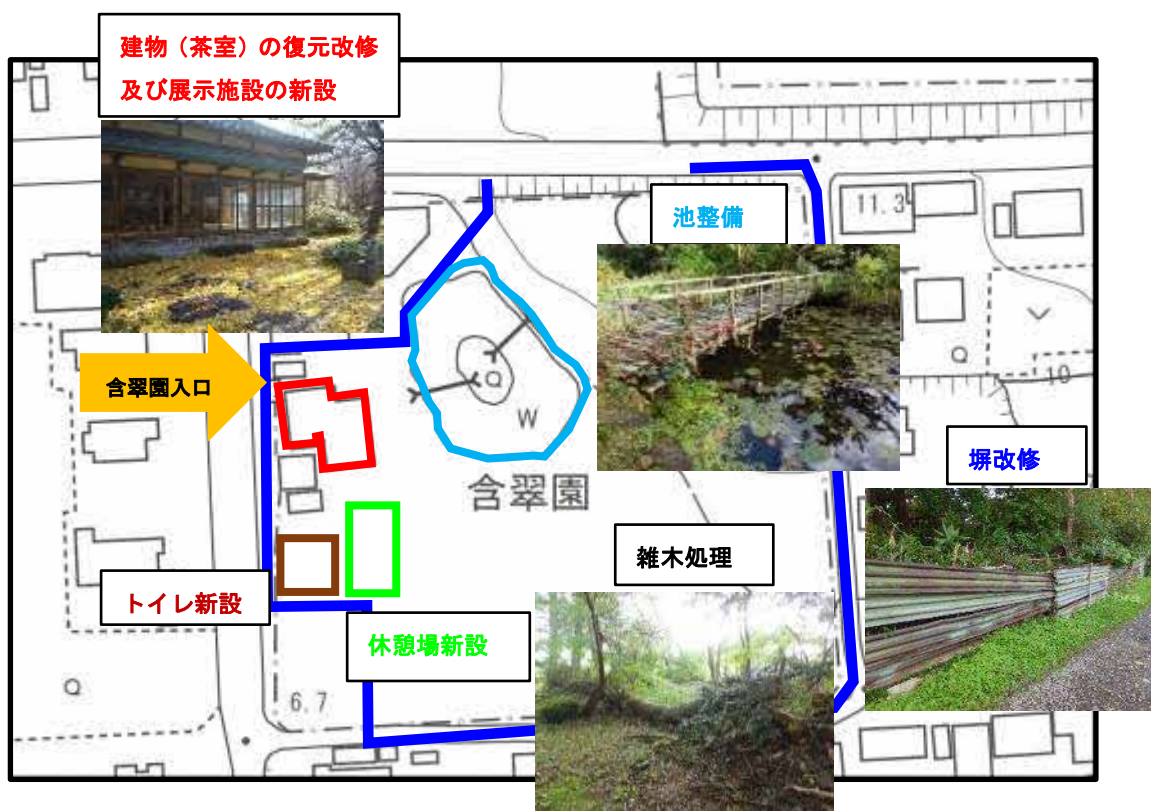 建物(茶室)の復元改修
及び展示施設の新設
池整備
11.3
含翠園入口
W
10
塀改修
含翠園
雑木処理
トイレ新設
休憩場新設
6.7